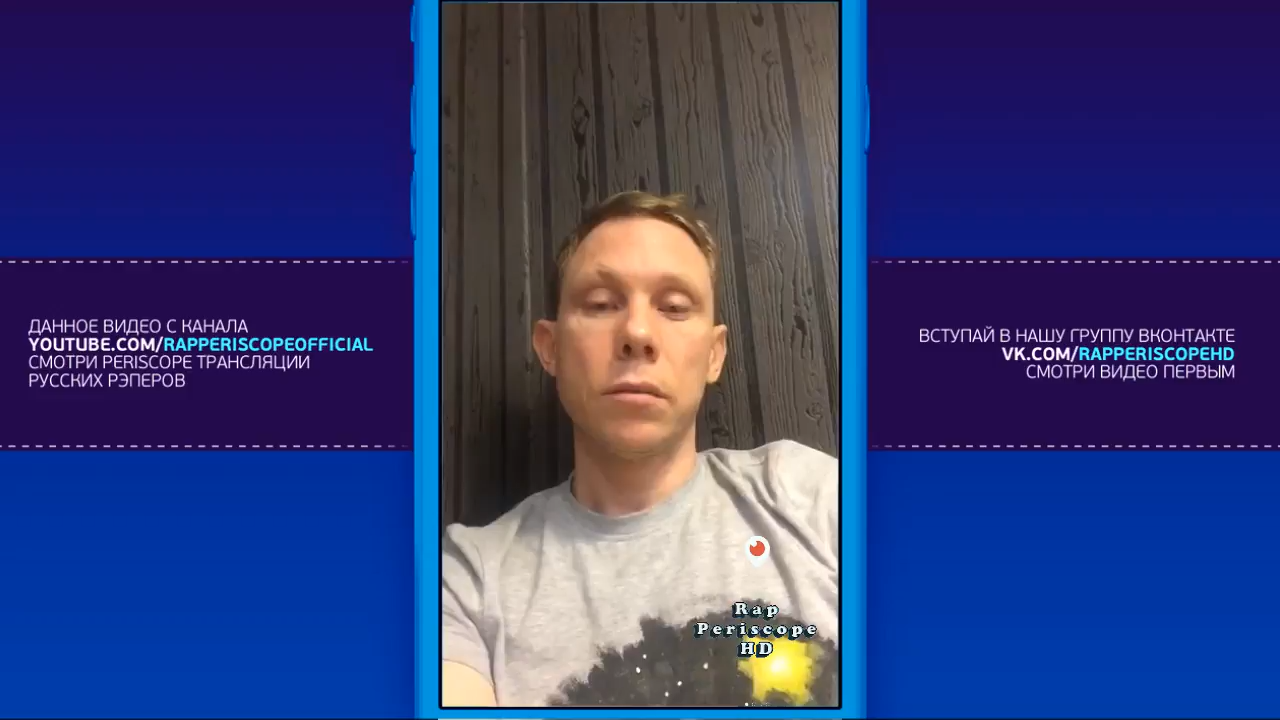 ДАННОЕ ВИДЕО С КАНАЛА
YOUTUBE.COM/RAPPERISCOPEOFFICIAL
СМОТРИ PERISCOPE ТРАНСЛЯЦИИ
РУССКИХ РЭПЕРОВ
ВСТУПАЙ В НАШУ ГРУППУ ВКОНТАКТЕ
VK.COM/RAPPERISCOPEHD
СМОТРИ ВИДЕО ПЕРВЫМ
Rap
Periscope
HD